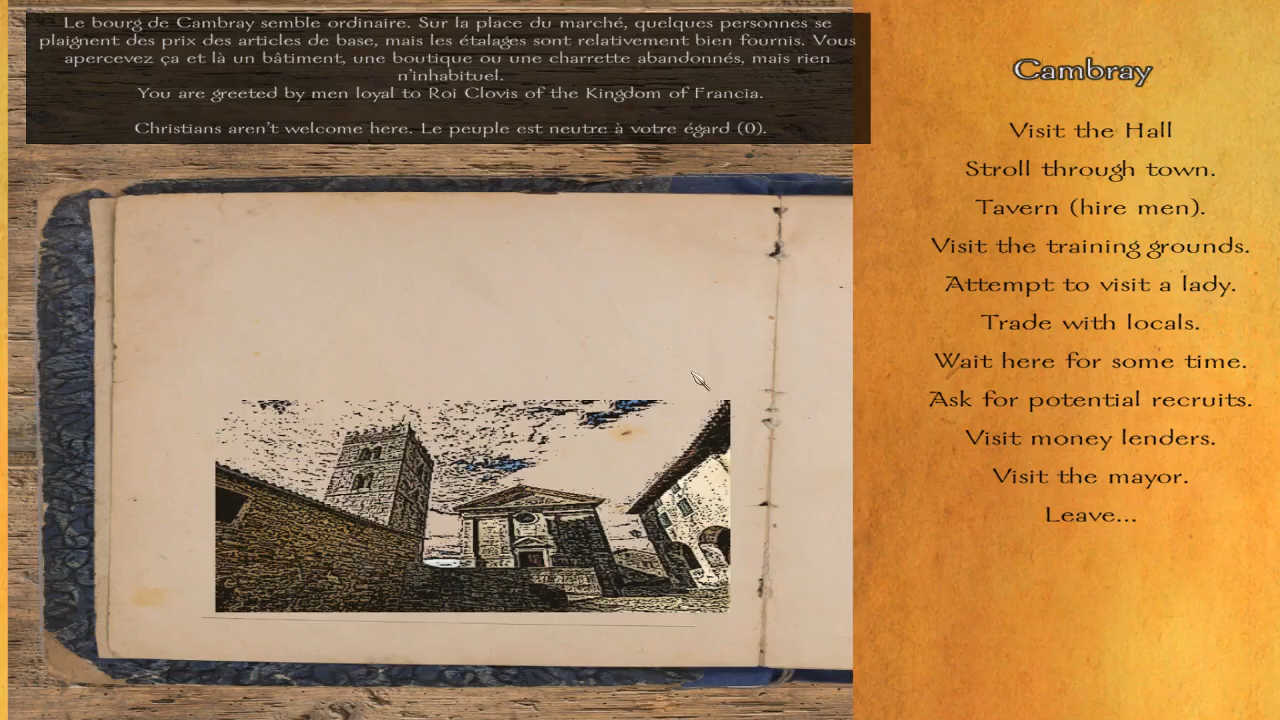 Le bourg de Cambray semble ordinaire. Sur la place du marché, quelques personnes se
plaignent des prix des articles de base, mais les étalages sont relativement bien fournis. Vous
apercevez ça et là un bâtiment, une boutique ou une charrette abandonnés, mais rien
n'inhabituel.
You are greeted by men loyal to Roi Clovis of the Kingdom of Francia.
Christians aren't welcome here. Le peuple est neutre à votre égard (0).
Cambray
Visit the Hall
Stroll through town.
Tavern (hire men).
Visit the training grounds.
Attempt to visit a lady.
Trade with locals.
Wait here for some time.
Ask for potential recruits.
Visit money lenders.
Visit the mayor.
Leave...